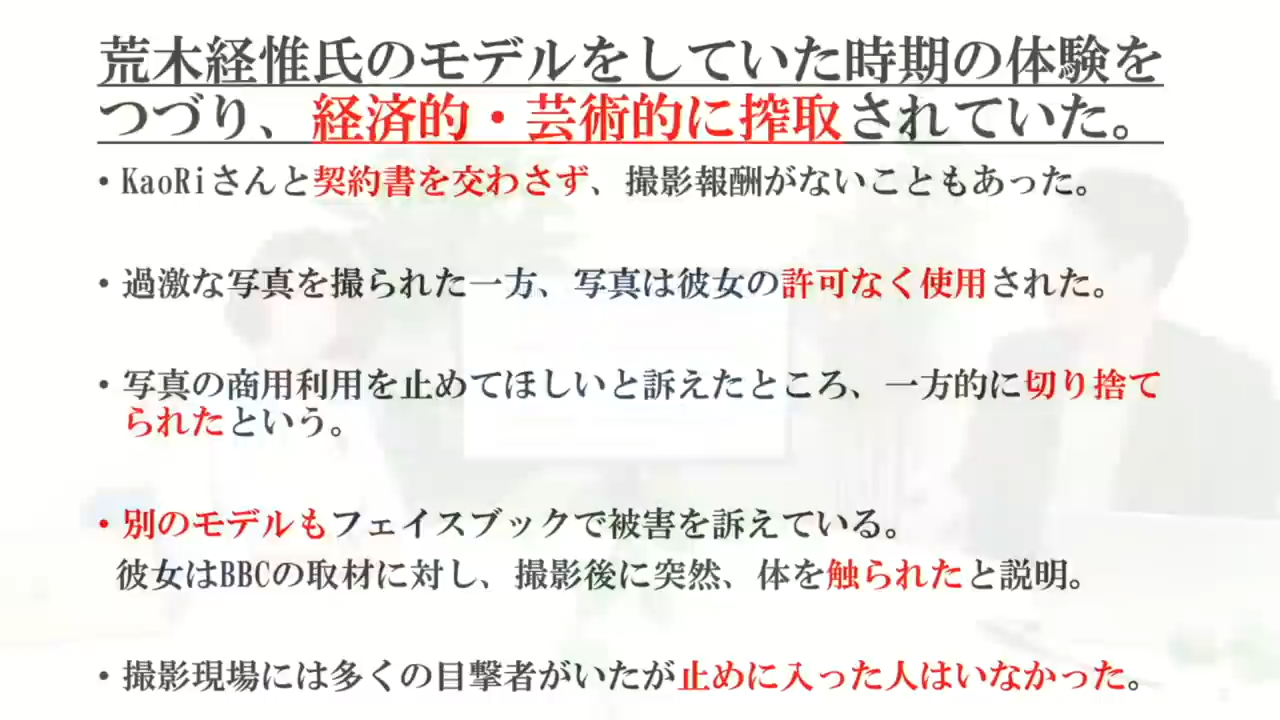 荒木経惟氏のモデルをしていた時期の体験を
つづり、経済的・芸術的に搾取されていた。
・KaoRiさんと契約書を交わさず、撮影報酬がないこともあった。
・過激な写真を撮られた一方、写真は彼女の許可なく使用された。
・写真の商用利用を止めてほしいと訴えたところ、一方的に切り捨て
られたという。
・別のモデルもフェイスブックで被害を訴えている。
彼女はBBCの取材に対し、撮影後に突然、体を触られたと説明。
・撮影現場には多くの目撃者がいたが止めに入った人はいなかった。